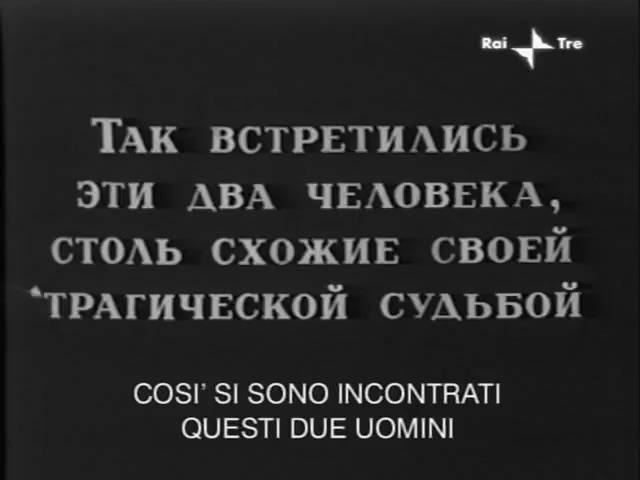 Rai Tre
ТАК ВСТРЕТИЛИСЬ
ЭТИ ДВА ЧЕЛОВЕКА,
СТОЛЬ СХОЖИЕ СВОЕЙ
ТРАГИЧЕСКОЙ СУДЬБОЙ
COSI' SI SONO INCONTRATI
QUESTI DUE UOMINI